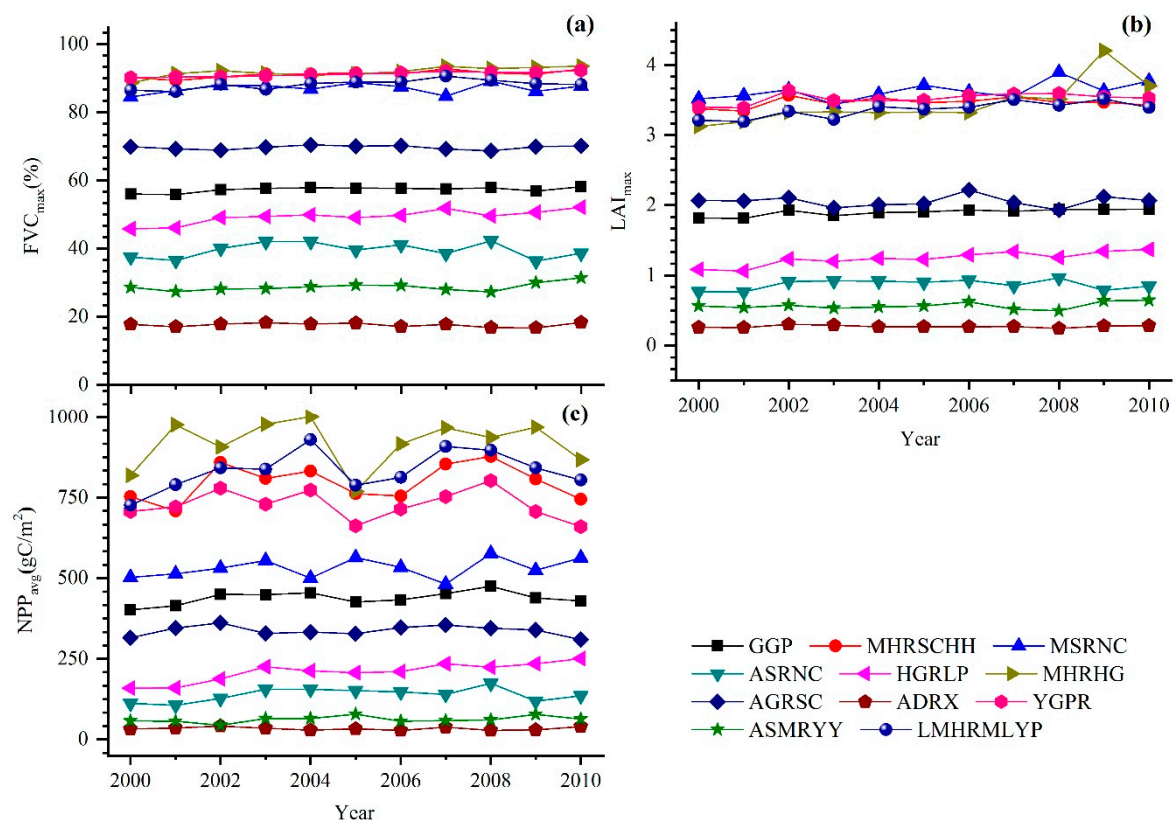 (a)
100
80
60
40
20
0
FVCmax(%)
(b)
4
3
2
1
0
LAImax
2000 2002 2004 2006 2008 2010
Year
(c)
1000
750
500
250
0
NPPavg(gC/m²)
2000 2002 2004 2006 2008 2010
Year
GGP MHRSCHH MSRNC
ASRNC HGRLP MHRHG
AGRSC ADRX YGPR
ASMRYY LMHRMLYP